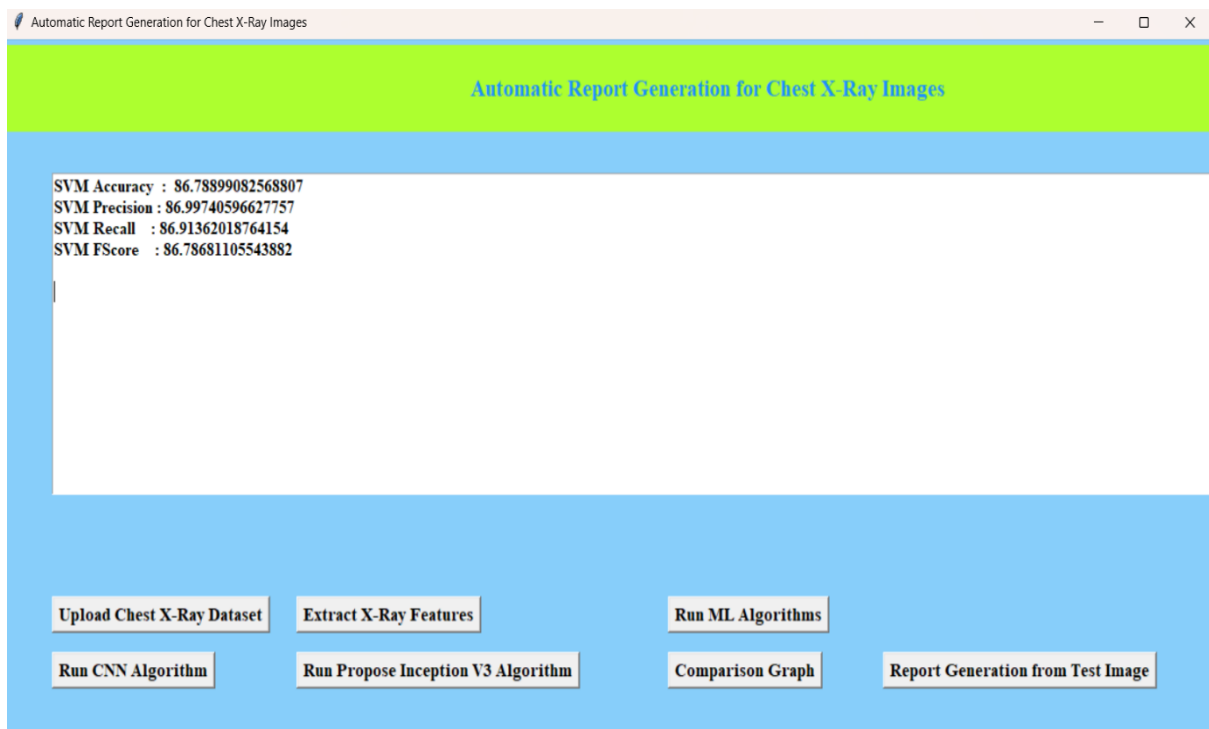 Automatic Report Generation for Chest X-Ray Images
Automatic Report Generation for Chest X-Ray Images
SVM Accuracy : 86.78899082568807
SVM Precision : 86.99740596627757
SVM Recall : 86.91362018764154
SVM FScore : 86.78681105543882
Upload Chest X-Ray Dataset Extract X-Ray Features Run ML Algorithms
Run CNN Algorithm Run Propose Inception V3 Algorithm Comparison Graph Report Generation from Test Image